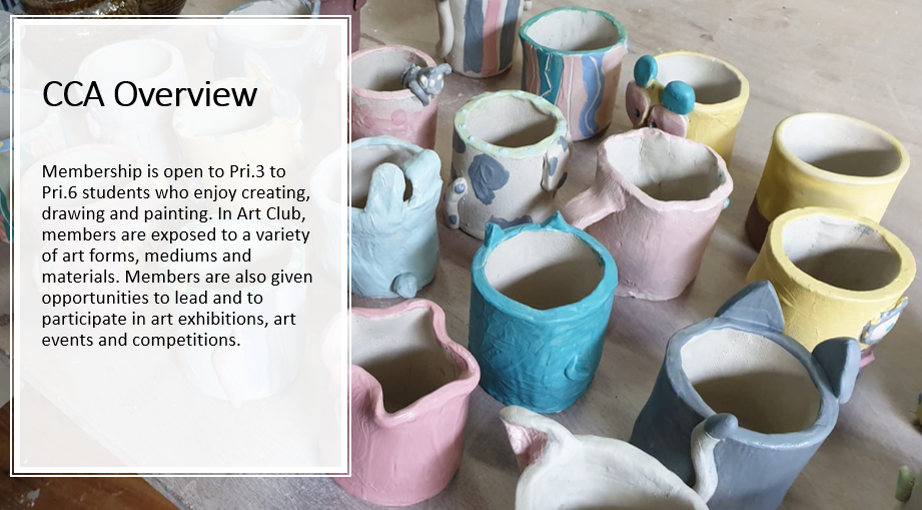 CCA Overview
Membership is open to Pri.3 to
Pri.6 students who enjoy creating,
drawing and painting. In Art Club,
members are exposed to a variety
of art forms, mediums and
materials. Members are also given
opportunities to lead and to
participate in art exhibitions, art
events and competitions.